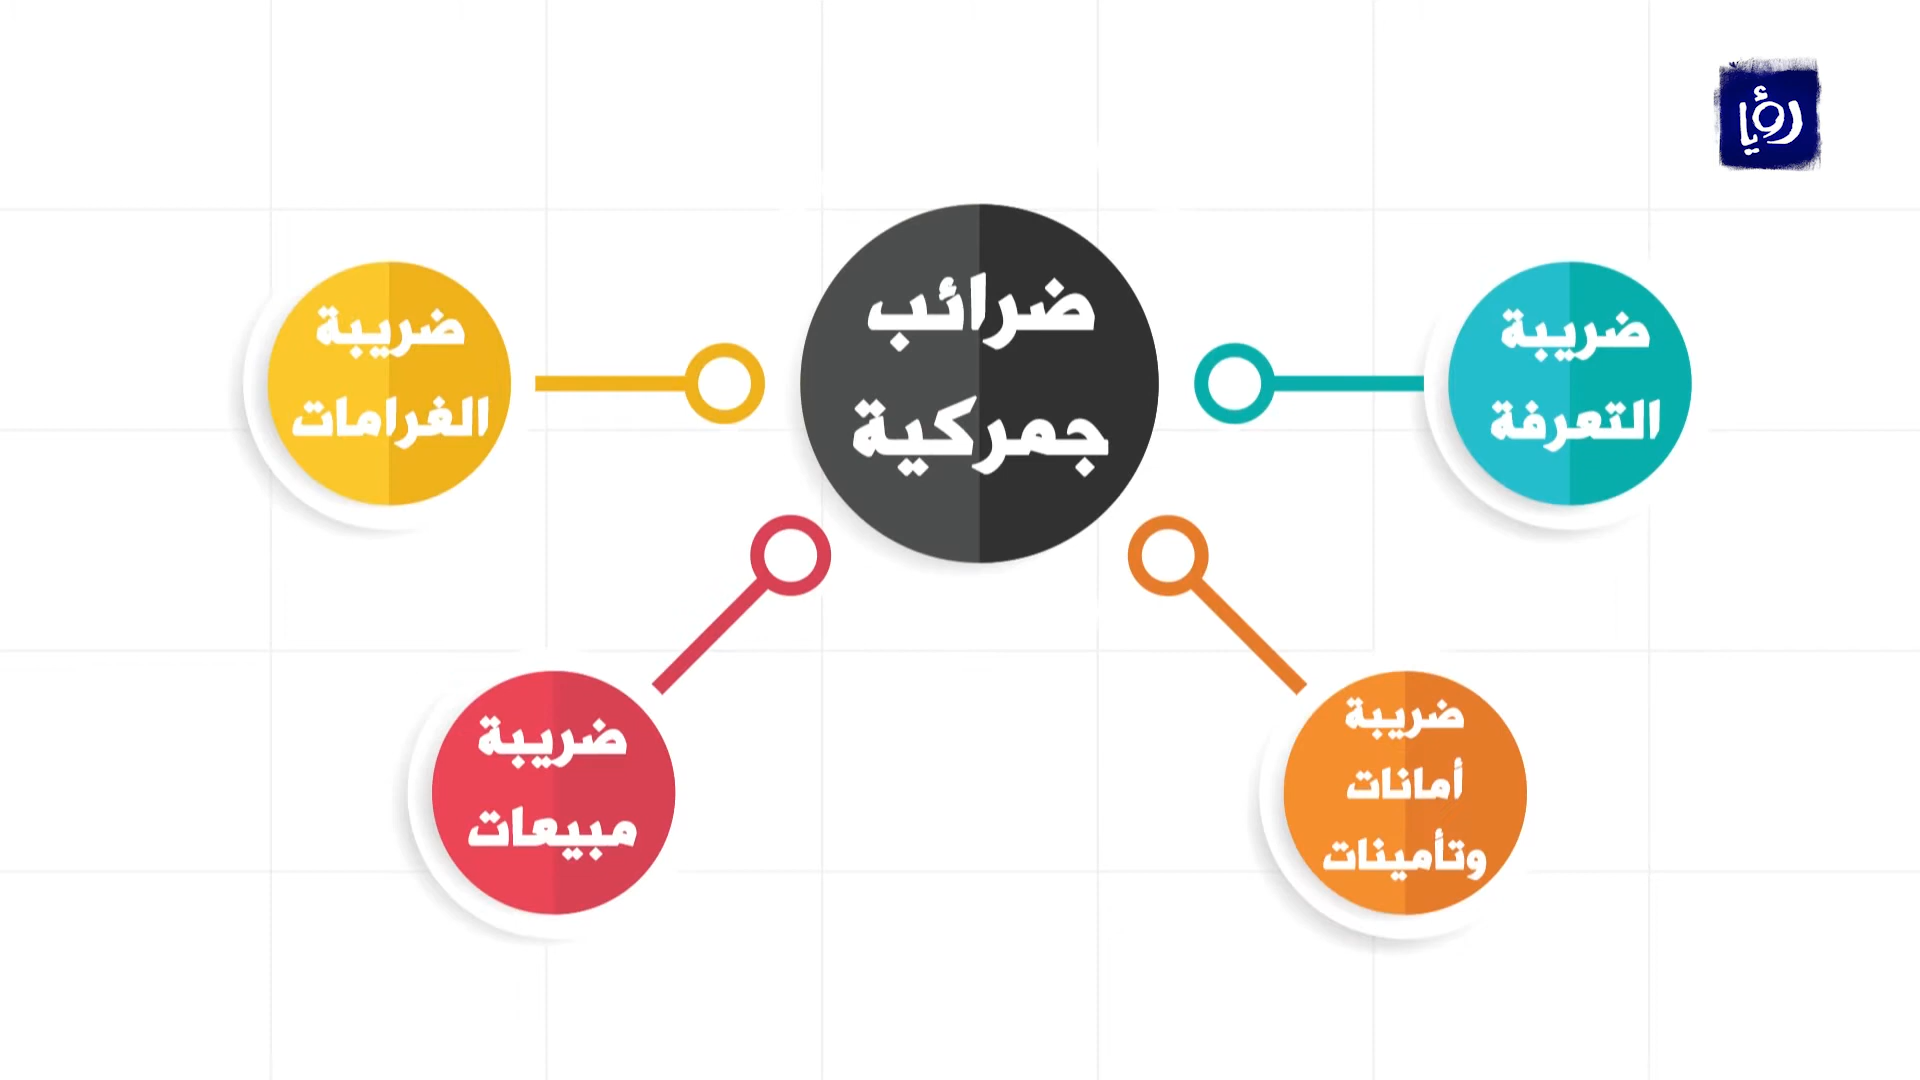 رؤيا
ضرائب
جمركية
ضريبة
التعرفة
ضريبة
أمانات
وتأمينات
ضريبة
مبيعات
ضريبة
الغرامات